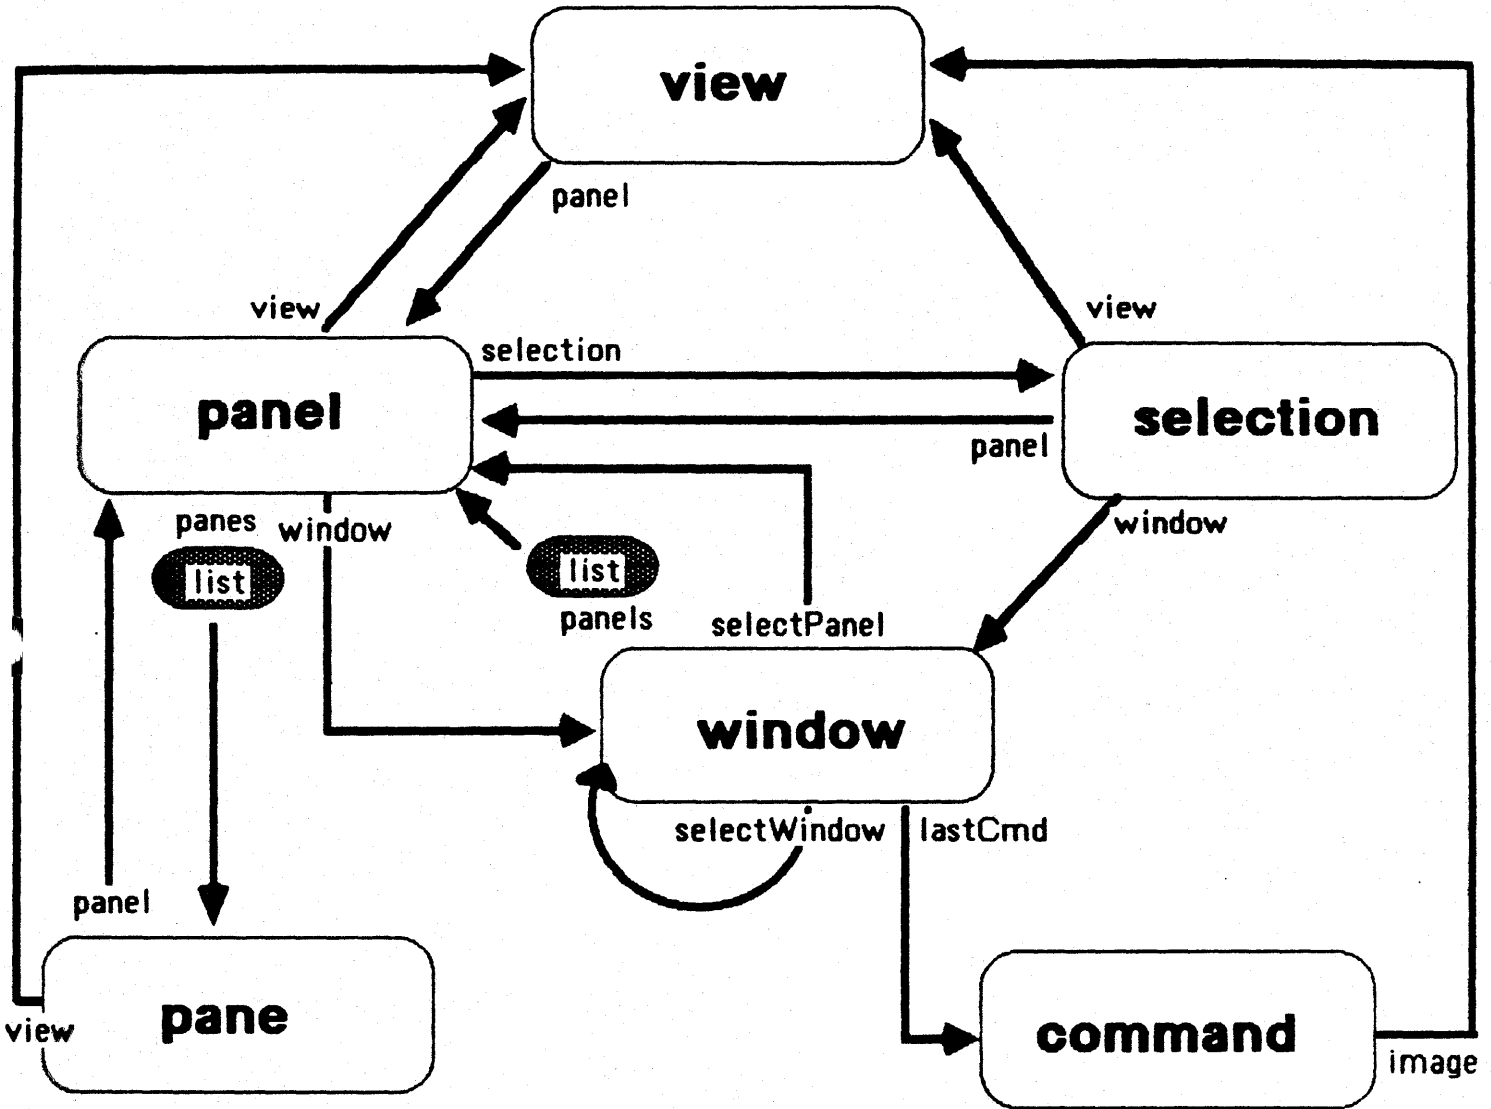 view
panel
view
view
selection
panel
selection
panel
panes
window
window
list
list
panels
selectPanel
window
selectWindow
lastCmd
panel
pane
view
command
image